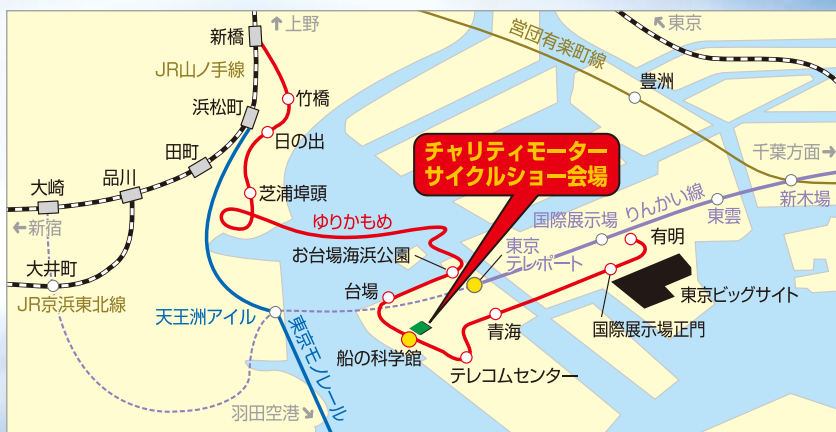 ↑上野
新橋
JR山ノ手線
浜松町
竹橋
日の出
田町
品川
大崎
←新宿
大井町
JR京浜東北線
芝浦埠頭
ゆりかもめ
お台場海浜公園
台場
天王洲アイル
東京モノレール
羽田空港↘
船の科学館
テレコムセンター
青海
チャリティモーター
サイクルショー会場
東京
テレポート
国際展示場
りんかい線
東雲
新木場
有明
東京ビッグサイト
国際展示場正門
営団有楽町線
豊洲
↖東京
千葉方面→